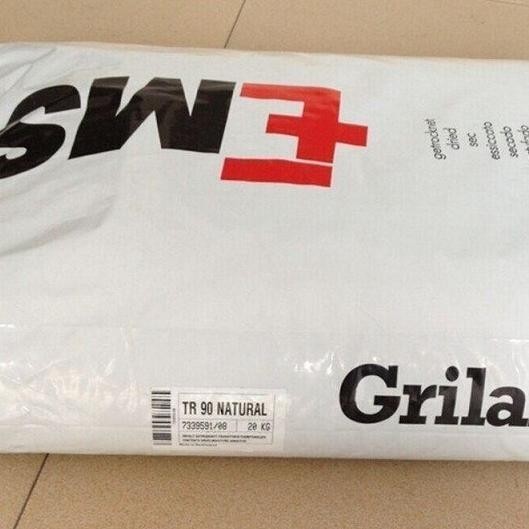 EMS
getrocknet
dried
sec
essiccato
secado
Grila
TR 90 NATURAL
7339591/08 20 KG